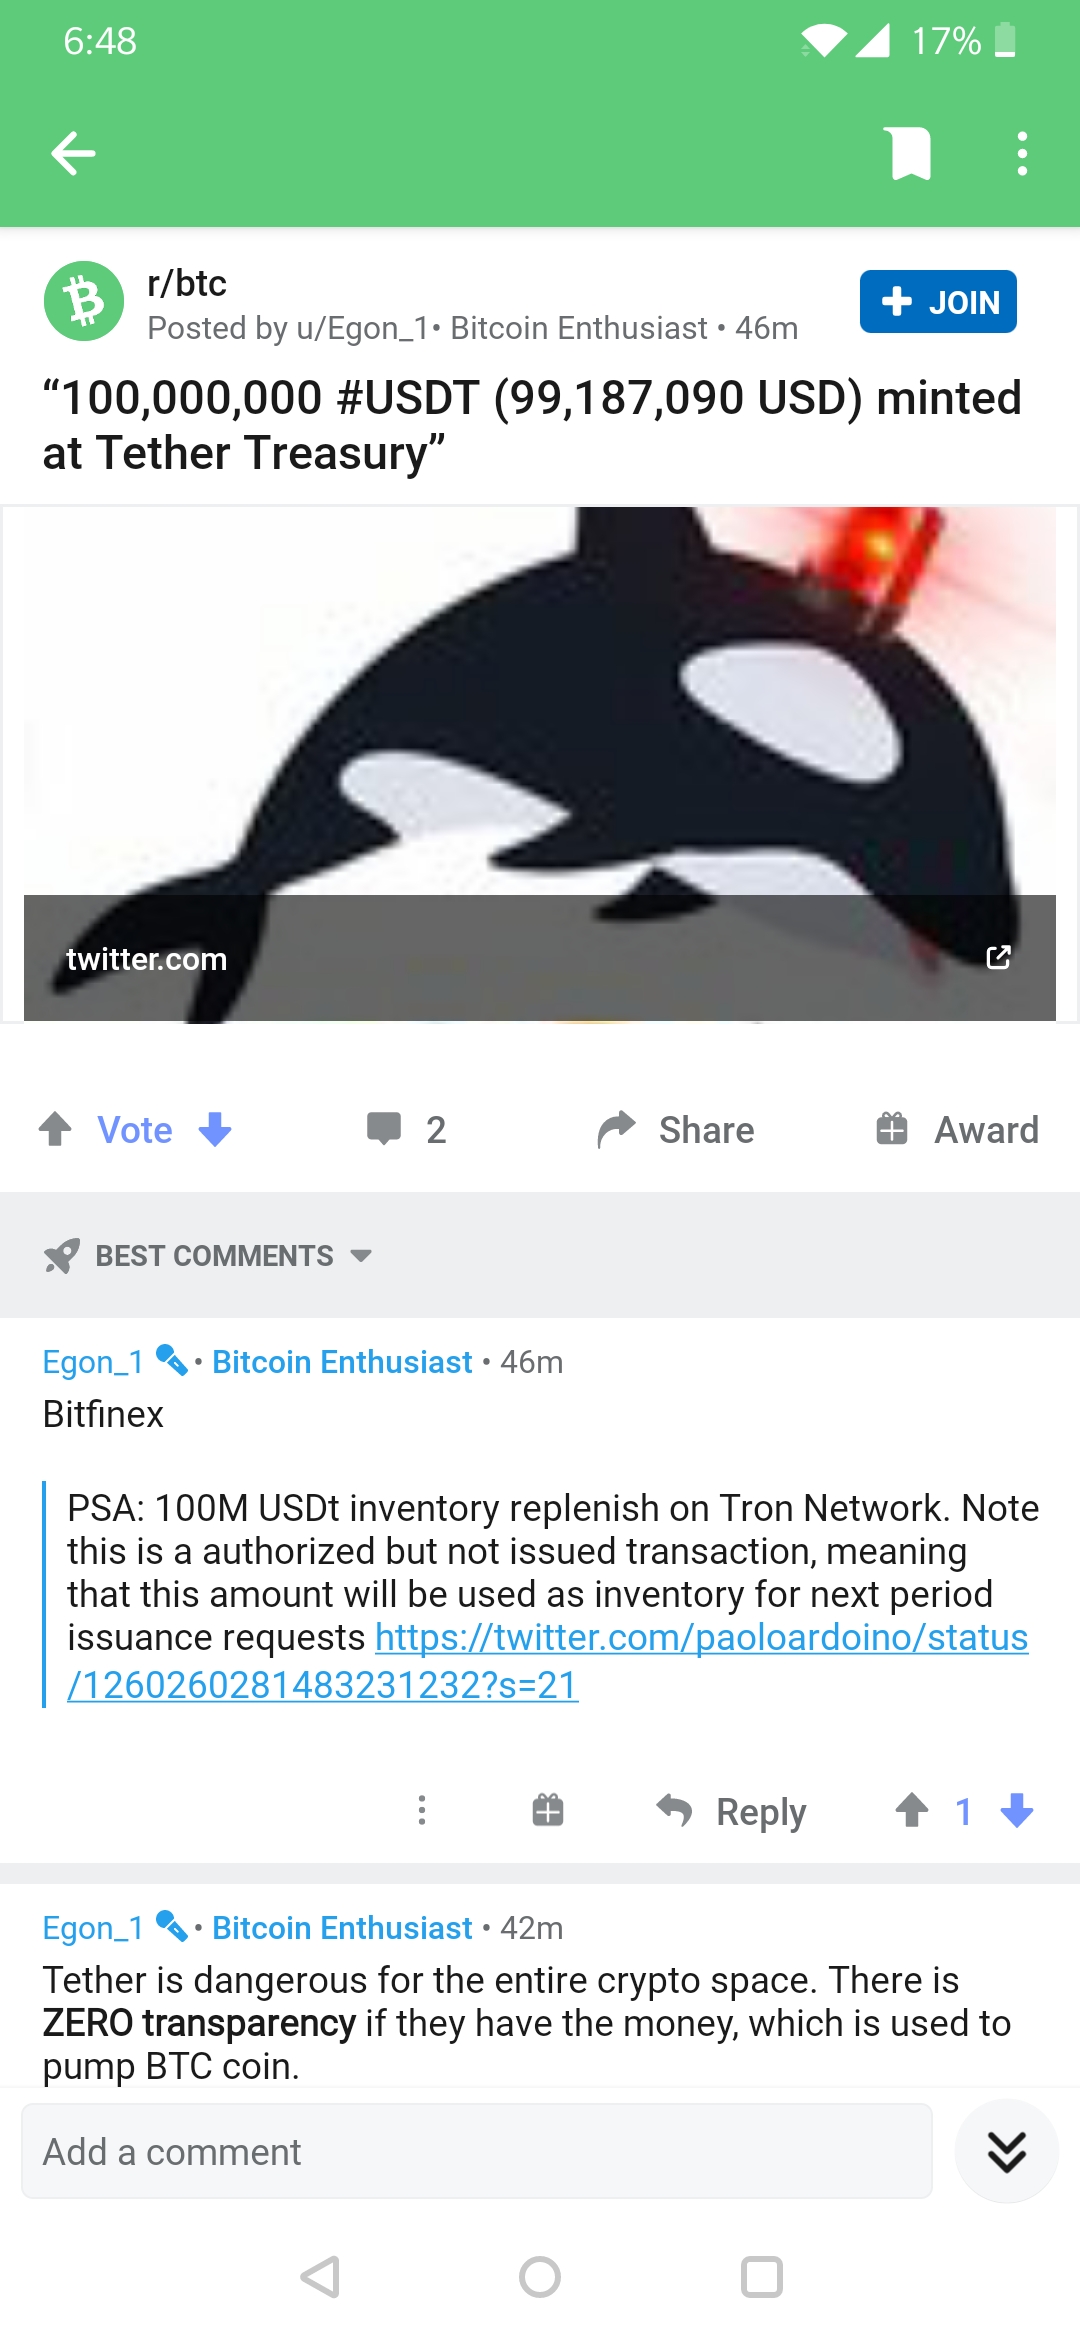 6:48
17%
r/btc
Posted by u/Egon_1• Bitcoin Enthusiast • 46m
JOIN
“100,000,000 #USDT (99,187,090 USD) minted
at Tether Treasury”
twitter.com
Vote
2
Share
Award
BEST COMMENTS
Egon_1 • Bitcoin Enthusiast • 46m
Bitfinex
PSA: 100M USDt inventory replenish on Tron Network. Note
this is a authorized but not issued transaction, meaning
that this amount will be used as inventory for next period
issuance requests https://twitter.com/paoloardoino/status
/1260260281483231232?s=21
Reply
1
Egon_1 • Bitcoin Enthusiast • 42m
Tether is dangerous for the entire crypto space. There is
ZERO transparency if they have the money, which is used to
pump BTC coin.
Add a comment